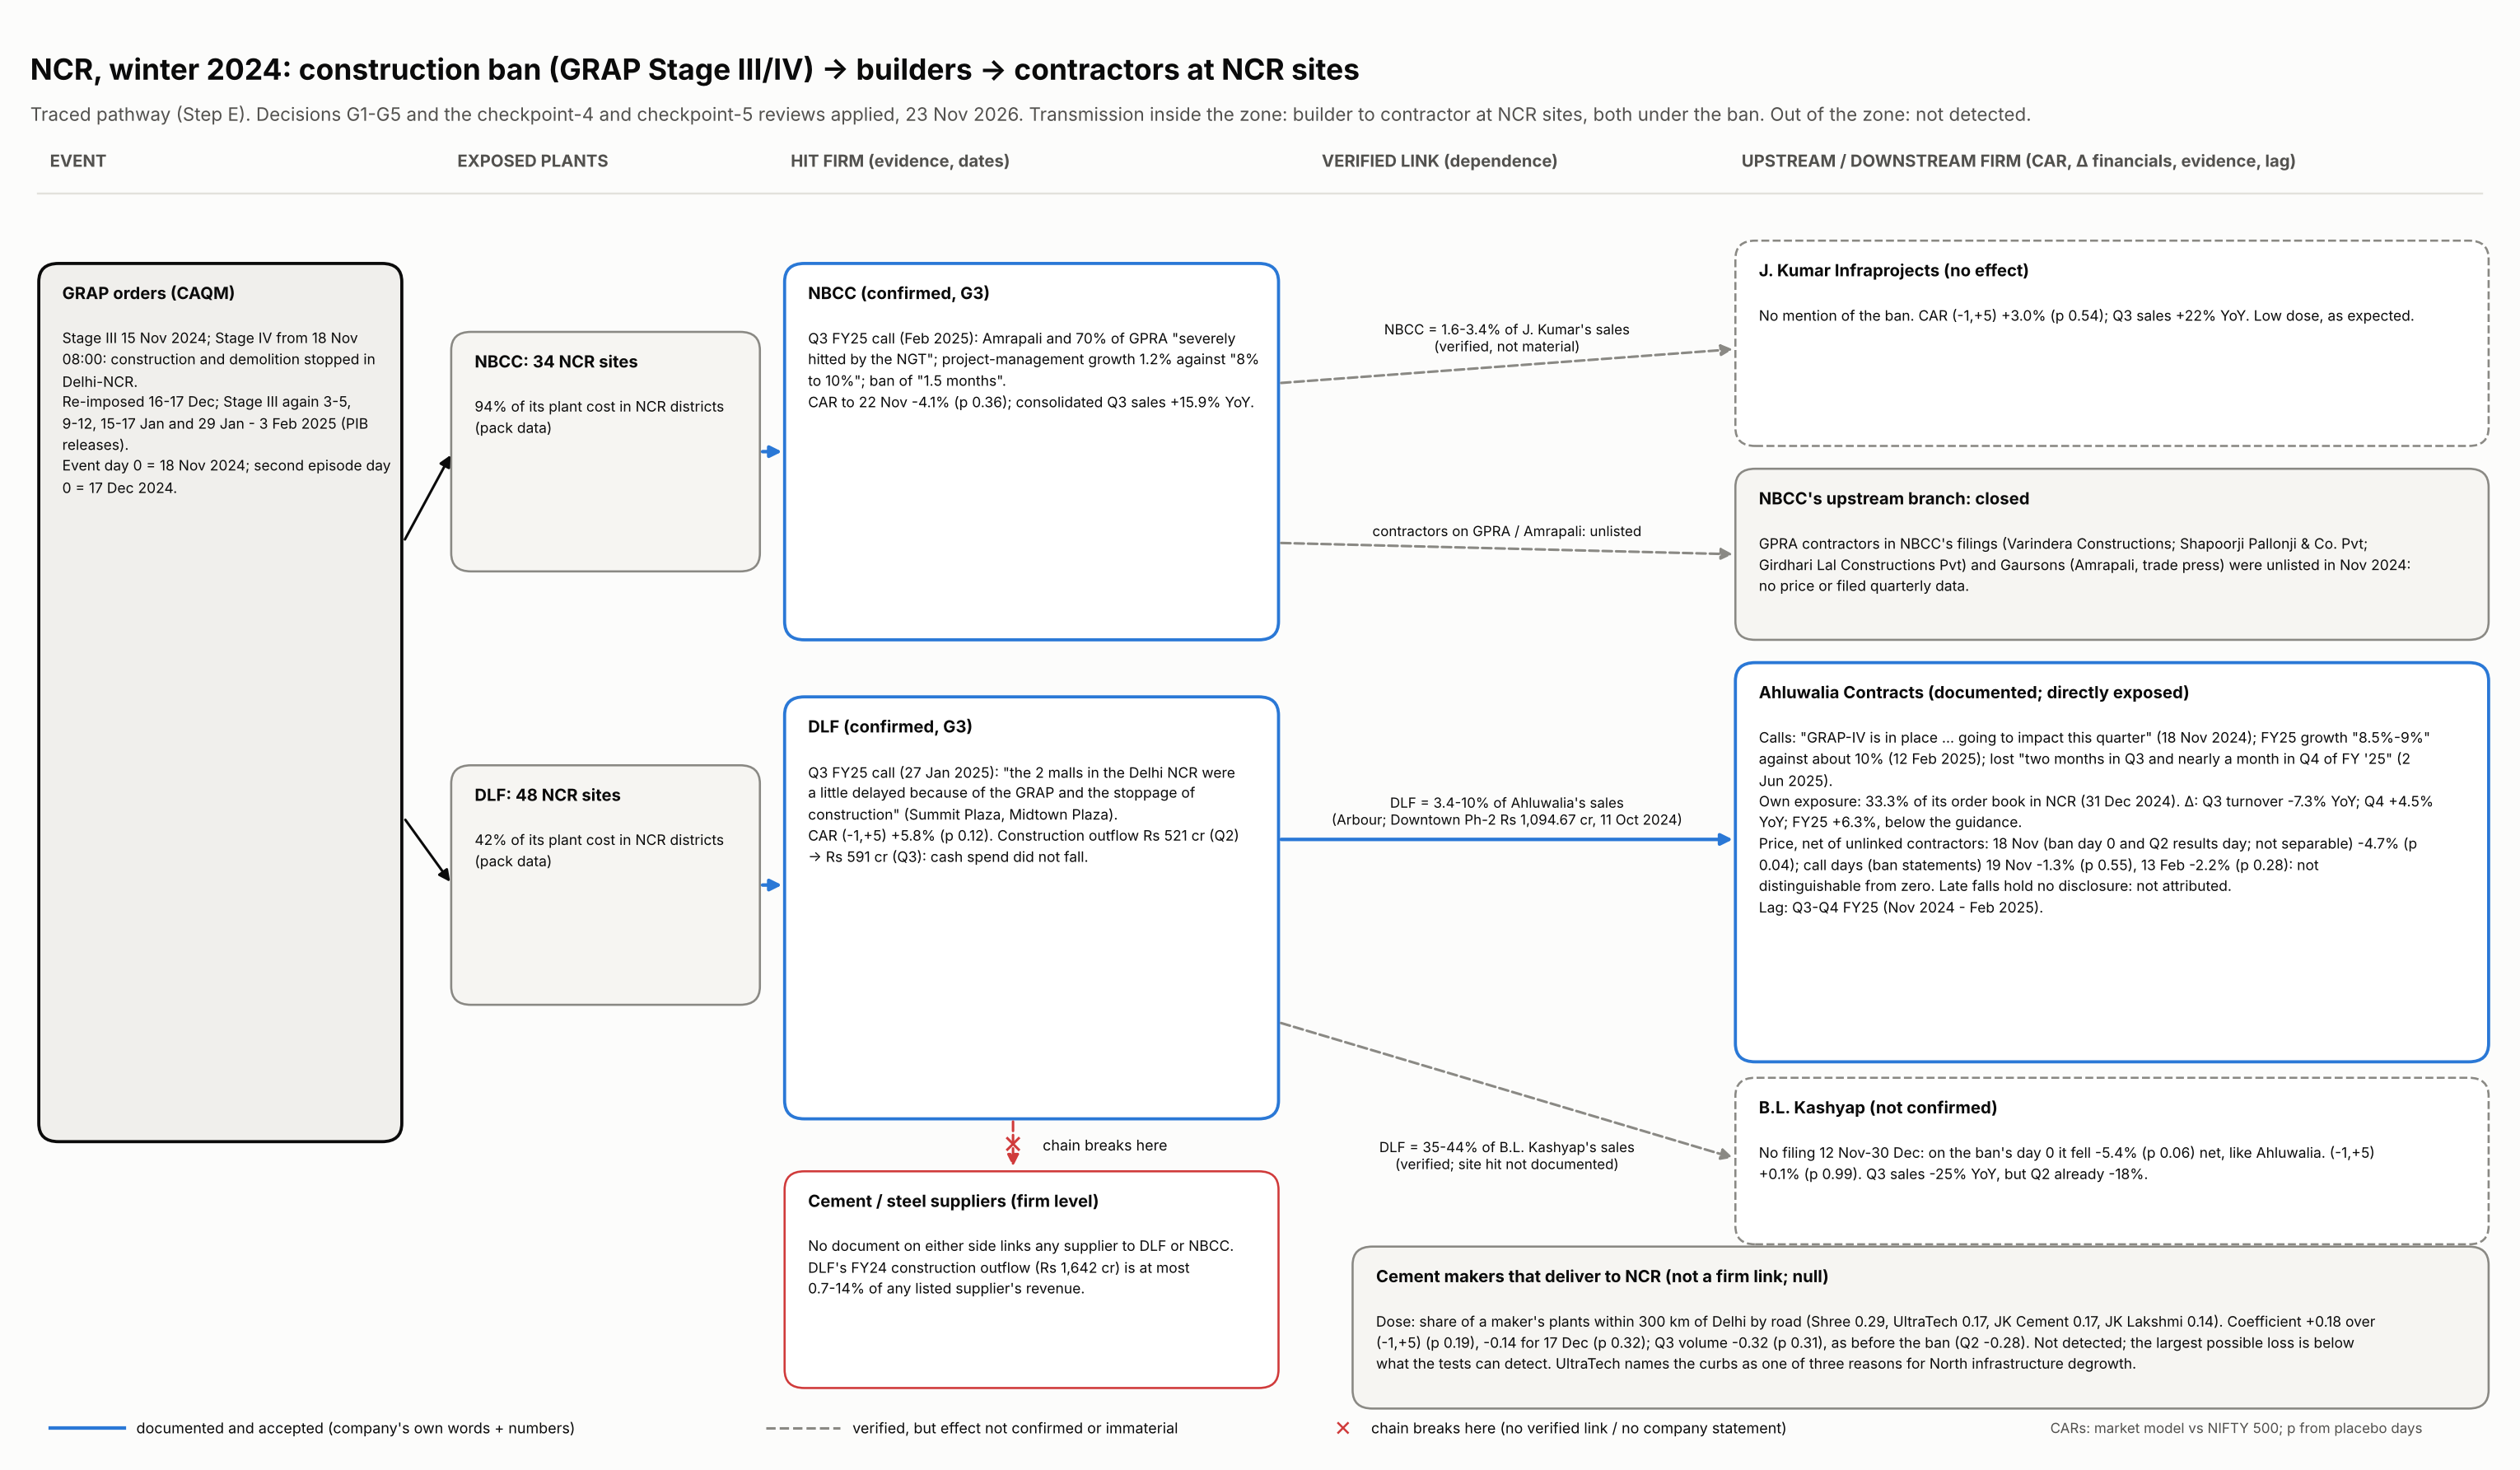 NCR, winter 2024: construction ban (GRAP Stage III/IV) → builders → contractors at NCR sites
Traced pathway (Step E). Decisions G1-G5 and the checkpoint-4 and checkpoint-5 reviews applied, 23 Nov 2026. Transmission inside the zone: builder to contractor at NCR sites, both under the ban. Out of the zone: not detected.
EVENT
EXPOSED PLANTS
HIT FIRM (evidence, dates)
VERIFIED LINK (dependence)
UPSTREAM / DOWNSTREAM FIRM (CAR, Δ financials, evidence, lag)
GRAP orders (CAQM)
Stage III 15 Nov 2024; Stage IV from 18 Nov
08:00: construction and demolition stopped in
Delhi-NCR.
Re-imposed 16-17 Dec; Stage III again 3-5,
9-12, 15-17 Jan and 29 Jan - 3 Feb 2025 (PIB
releases).
Event day 0 = 18 Nov 2024; second episode day
0 = 17 Dec 2024.
NBCC: 34 NCR sites
94% of its plant cost in NCR districts
(pack data)
DLF: 48 NCR sites
42% of its plant cost in NCR districts
(pack data)
NBCC (confirmed, G3)
Q3 FY25 call (Feb 2025): Amrapali and 70% of GPRA "severely
hitted by the NGT"; project-management growth 1.2% against "8%
to 10%"; ban of "1.5 months".
CAR to 22 Nov -4.1% (p 0.36); consolidated Q3 sales +15.9% YoY.
DLF (confirmed, G3)
Q3 FY25 call (27 Jan 2025): "the 2 malls in the Delhi NCR were
a little delayed because of the GRAP and the stoppage of
construction" (Summit Plaza, Midtown Plaza).
CAR (-1,+5) +5.8% (p 0.12). Construction outflow Rs 521 cr (Q2)
→ Rs 591 cr (Q3): cash spend did not fall.
chain breaks here
Cement / steel suppliers (firm level)
No document on either side links any supplier to DLF or NBCC.
DLF's FY24 construction outflow (Rs 1,642 cr) is at most
0.7-14% of any listed supplier's revenue.
NBCC = 1.6-3.4% of J. Kumar's sales
(verified, not material)
contractors on GPRA / Amrapali: unlisted
DLF = 3.4-10% of Ahluwalia's sales
(Arbour; Downtown Ph-2 Rs 1,094.67 cr, 11 Oct 2024)
DLF = 35-44% of B.L. Kashyap's sales
(verified; site hit not documented)
J. Kumar Infraprojects (no effect)
No mention of the ban. CAR (-1,+5) +3.0% (p 0.54); Q3 sales +22% YoY. Low dose, as expected.
NBCC's upstream branch: closed
GPRA contractors in NBCC's filings (Varindera Constructions; Shapoorji Pallonji & Co. Pvt;
Girdhari Lal Constructions Pvt) and Gaursons (Amrapali, trade press) were unlisted in Nov 2024:
no price or filed quarterly data.
Ahluwalia Contracts (documented; directly exposed)
Calls: "GRAP-IV is in place ... going to impact this quarter" (18 Nov 2024); FY25 growth "8.5%-9%"
against about 10% (12 Feb 2025); lost "two months in Q3 and nearly a month in Q4 of FY '25" (2
Jun 2025).
Own exposure: 33.3% of its order book in NCR (31 Dec 2024). Δ: Q3 turnover -7.3% YoY; Q4 +4.5%
YoY; FY25 +6.3%, below the guidance.
Price, net of unlinked contractors: 18 Nov (ban day 0 and Q2 results day; not separable) -4.7% (p
0.04); call days (ban statements) 19 Nov -1.3% (p 0.55), 13 Feb -2.2% (p 0.28): not
distinguishable from zero. Late falls hold no disclosure: not attributed.
Lag: Q3-Q4 FY25 (Nov 2024 - Feb 2025).
B.L. Kashyap (not confirmed)
No filing 12 Nov-30 Dec: on the ban's day 0 it fell -5.4% (p 0.06) net, like Ahluwalia. (-1,+5)
+0.1% (p 0.99). Q3 sales -25% YoY, but Q2 already -18%.
Cement makers that deliver to NCR (not a firm link; null)
Dose: share of a maker's plants within 300 km of Delhi by road (Shree 0.29, UltraTech 0.17, JK Cement 0.17, JK Lakshmi 0.14). Coefficient +0.18 over
(-1,+5) (p 0.19), -0.14 for 17 Dec (p 0.32); Q3 volume -0.32 (p 0.31), as before the ban (Q2 -0.28). Not detected; the largest possible loss is below
what the tests can detect. UltraTech names the curbs as one of three reasons for North infrastructure degrowth.
documented and accepted (company's own words + numbers)
verified, but effect not confirmed or immaterial
chain breaks here (no verified link / no company statement)
CARs: market model vs NIFTY 500; p from placebo days